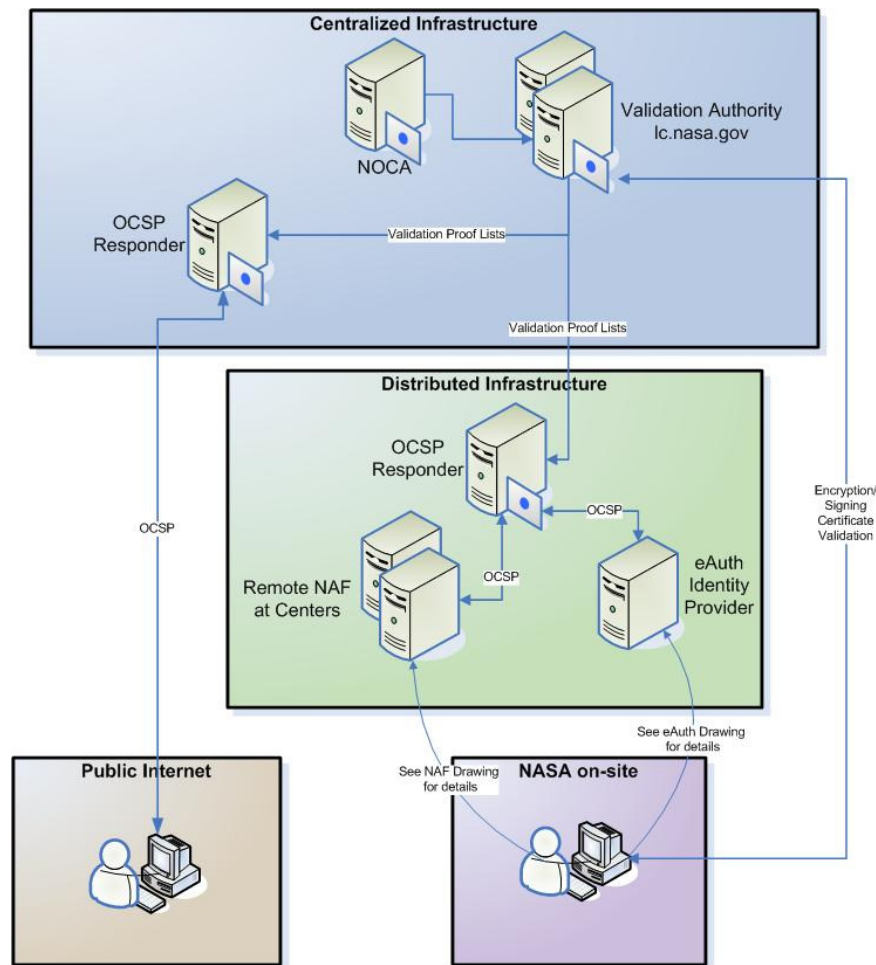 Centralized Infrastructure
NOCA
Validation Authority
lc.nasa.gov
OCSP
Responder
Validation Proof Lists
Validation Proof Lists
Distributed Infrastructure
OCSP
Responder
OCSP
OCSP
OCSP
Encryption/
Signing
Certificate
Validation
Remote NAF
at Centers
eAuth
Identity
Provider
See eAuth Drawing
for details
See NAF Drawing
for details
Public Internet
NASA on-site